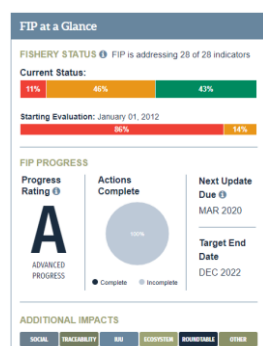 FIP at a Glance
FISHERY STATUS FIP is addressing 28 of 28 indicators
Current Status:
11% 46% 43%
Starting Evaluation: January 01, 2012
86% 14%
FIP PROGRESS
Progress Rating
Actions Complete
Next Update Due
MAR 2020
A
ADVANCED PROGRESS
100%
Complete Incomplete
Target End Date
DEC 2022
ADDITIONAL IMPACTS
SOCIAL TRACEABILITY IUU ECOSYSTEM ROUNDTABLE OTHER